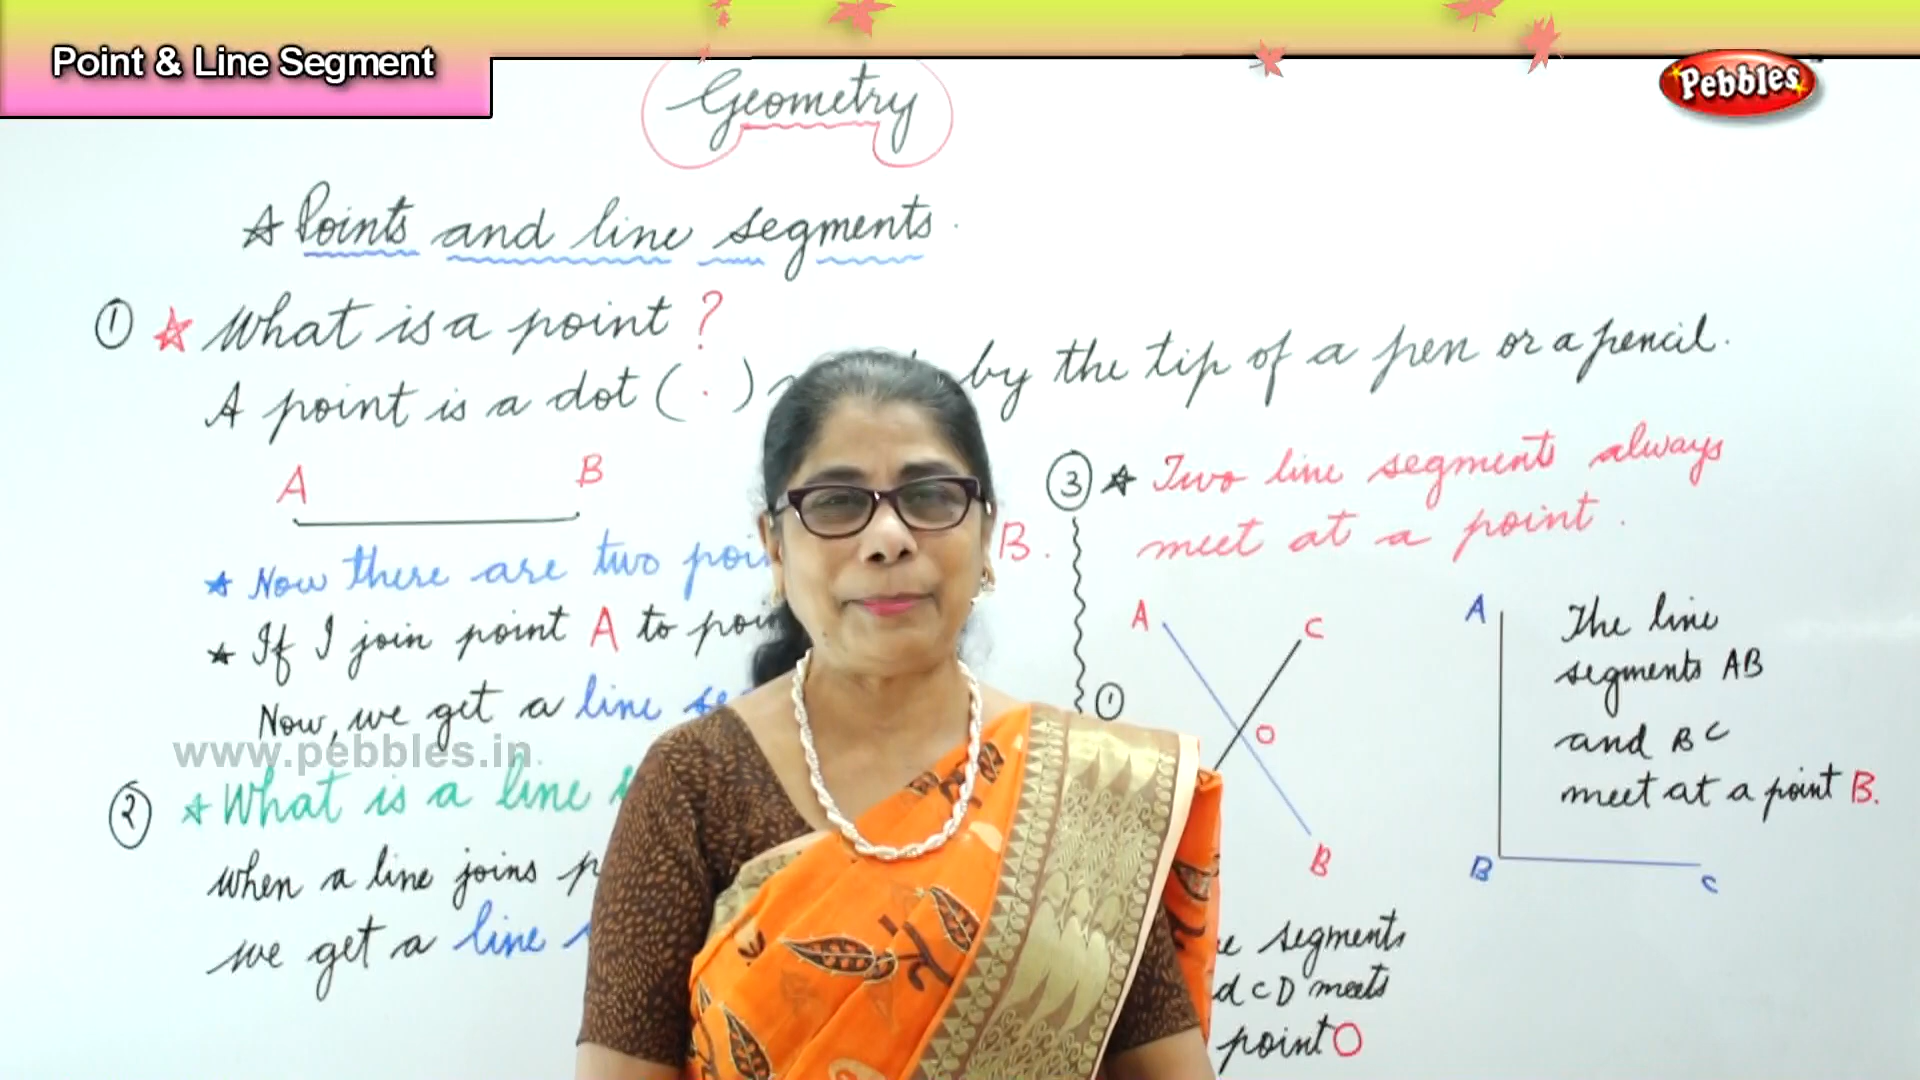 Point & Line Segment
Pebbles
Geometry
Points and line segments.
① What is a point ?
A point is a dot ( . ) by the tip of a pen or a pencil.
A B
Now there are two B.
If I join point A to
Now, we get a line
www.pebbles.in
② What is a line
when a line joins
we get a line
③ Two line segment always
meet at a point.
①
A C
O
B
segments
CD meets
point O
A
B C
The line
segments AB
and BC
meet at a point B.